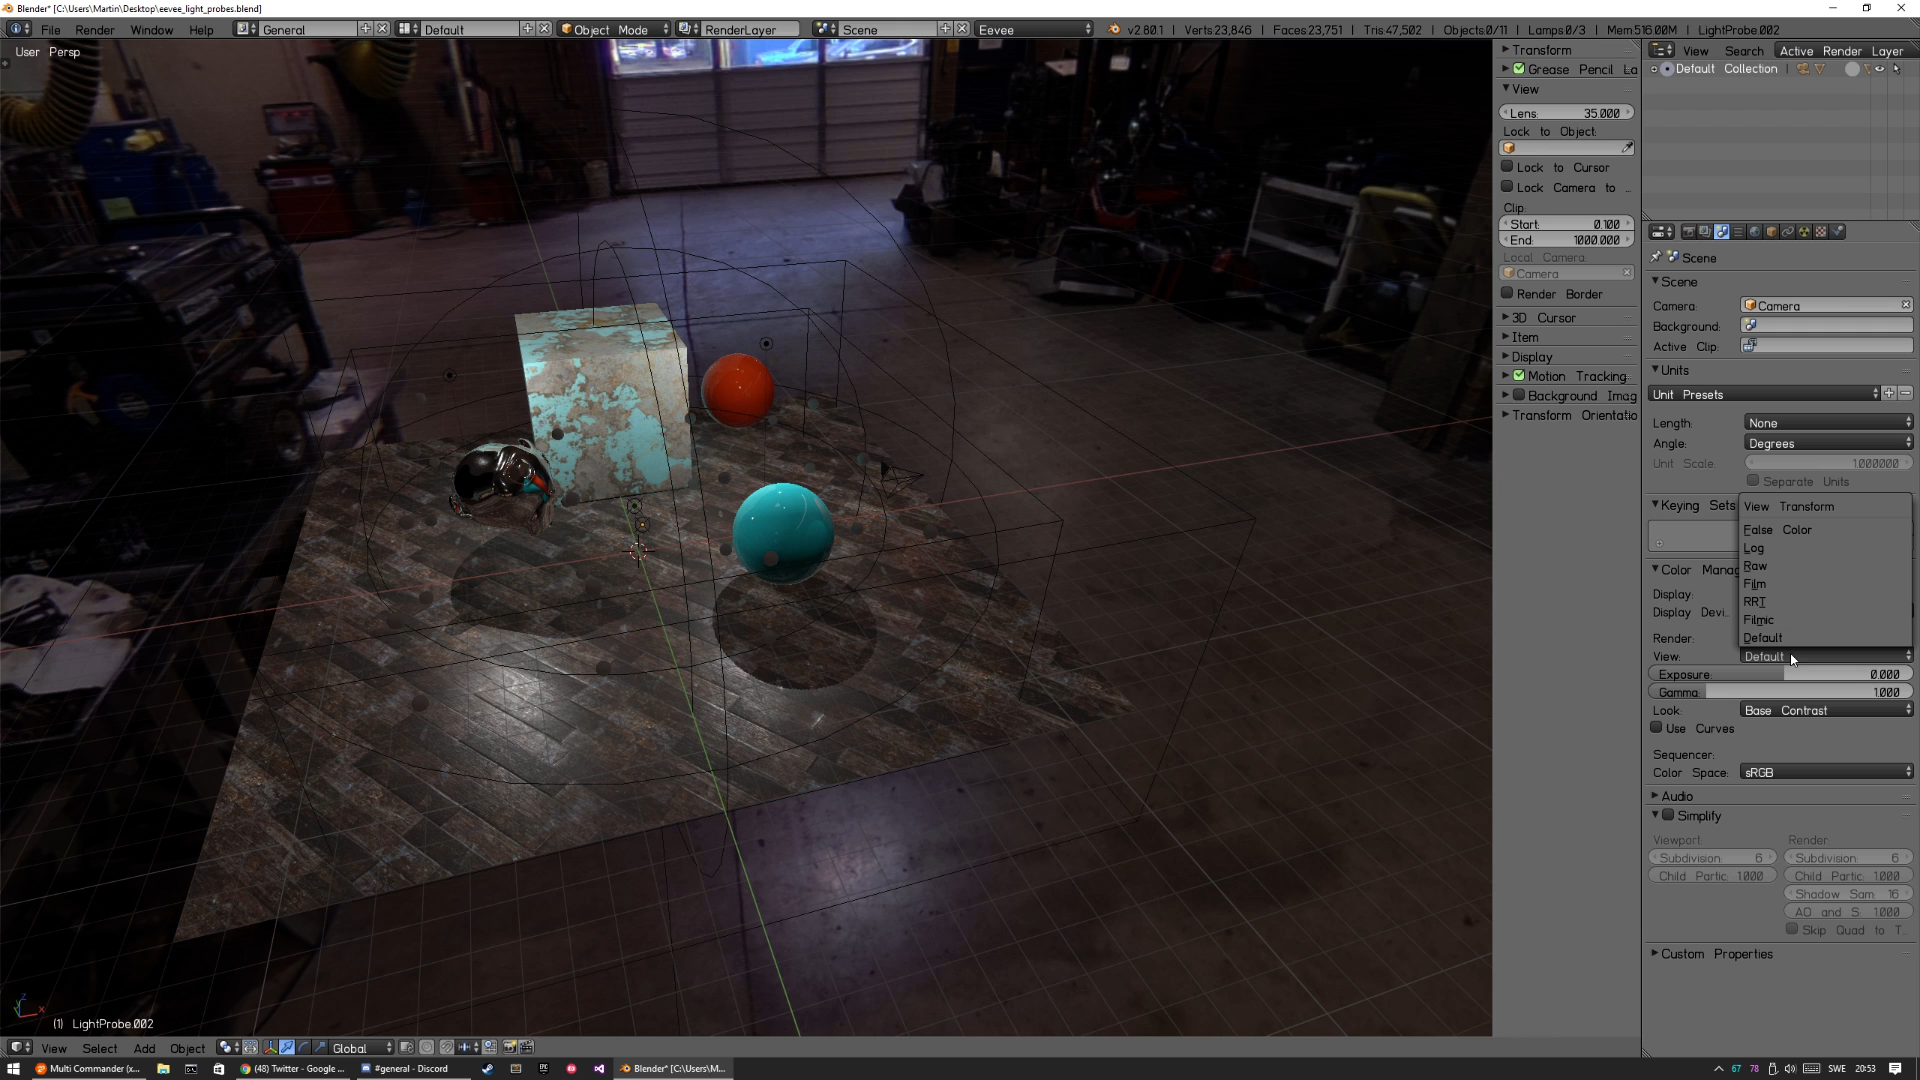 Blender* [C:\Users\Martin\Desktop\eevee_light_probes.blend]
File Render Window Help General Default Object Mode RenderLayer Scene Eevee v2.80.1 | Verts:23,846 | Faces:23,751 | Tris:47,502 | Objects:0/11 | Lamps:0/3 | Mem:516.00M | LightProbe.002
User Persp
Transform
Grease Pencil La
View
Lens: 35.000
Lock to Object:
Lock to Cursor
Lock Camera to ..
Clip:
Start: 0.100
End: 1000.000
Local Camera:
Camera
Render Border
3D Cursor
Item
Display
Motion Tracking
Background Imag
Transform Orientatio
View Search Active Render Layer
Default Collection
Scene
Scene
Camera: Camera
Background:
Active Clip:
Units
Unit Presets
Length: None
Angle: Degrees
Unit Scale: 1.000000
Separate Units
Keying Sets
View Transform
False Color
Log
Raw
Film
RRT
Filmic
Default
Color Manag
Display:
Display Devi..
Render:
View: Default
Exposure: 0.000
Gamma: 1.000
Look: Base Contrast
Use Curves
Sequencer:
Color Space: sRGB
Audio
Simplify
Viewport: Render
Subdivision: 6 Subdivision: 6
Child Partic: 1.000 Child Partic: 1.000
Shadow Sam: 16
AO and S: 1.000
Skip Quad to T..
Custom Properties
(1) LightProbe.002
View Select Add Object Global
Multi Commander (x... (48) Twitter - Google ... #general - Discord Blender* [C:\Users\M... 67 78 SWE 20:53